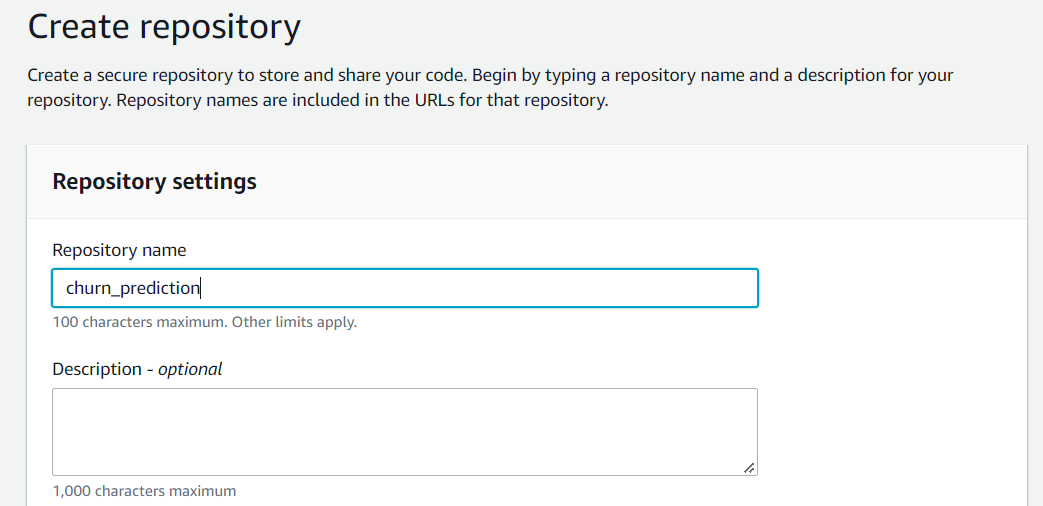 Create repository
Create a secure repository to store and share your code. Begin by typing a repository name and a description for your
repository. Repository names are included in the URLs for that repository.
Repository settings
Repository name
churn_prediction
100 characters maximum. Other limits apply.
Description - optional
1,000 characters maximum